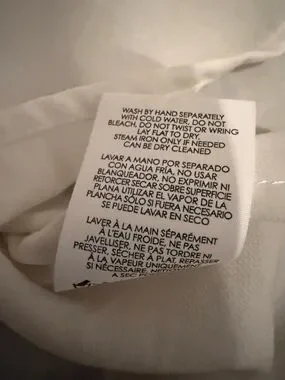 WASH BY HAND SEPARATELY
WITH COLD WATER, DO NOT
BLEACH, DO NOT TWIST OR WRING
LAY FLAT TO DRY,
STEAM IRON ONLY IF NEEDED
CAN BE DRY CLEANED
LAVAR A MANO POR SEPARADO
CON AGUA FRÍA, NO USAR
BLANQUEADOR, NO EXPRIMIR NI
RETORCER SECAR SOBRE SUPERFICIE
PLANA UTILIZAR EL VAPOR DE LA
PLANCHA SÓLO SI FUERA NECESARIO
SE PUEDE LAVAR EN SECO
LAVER À LA MAIN SÉPARÉMENT
À L'EAU FROIDE, NE PAS
JAVELLISER, NE PAS TORDRE NI
PRESSER, SÉCHER À PLAT, REPASSER
À LA VAPEUR UNIQUEMENT
SI NÉCESSAIRE, NETTO
A SEC P